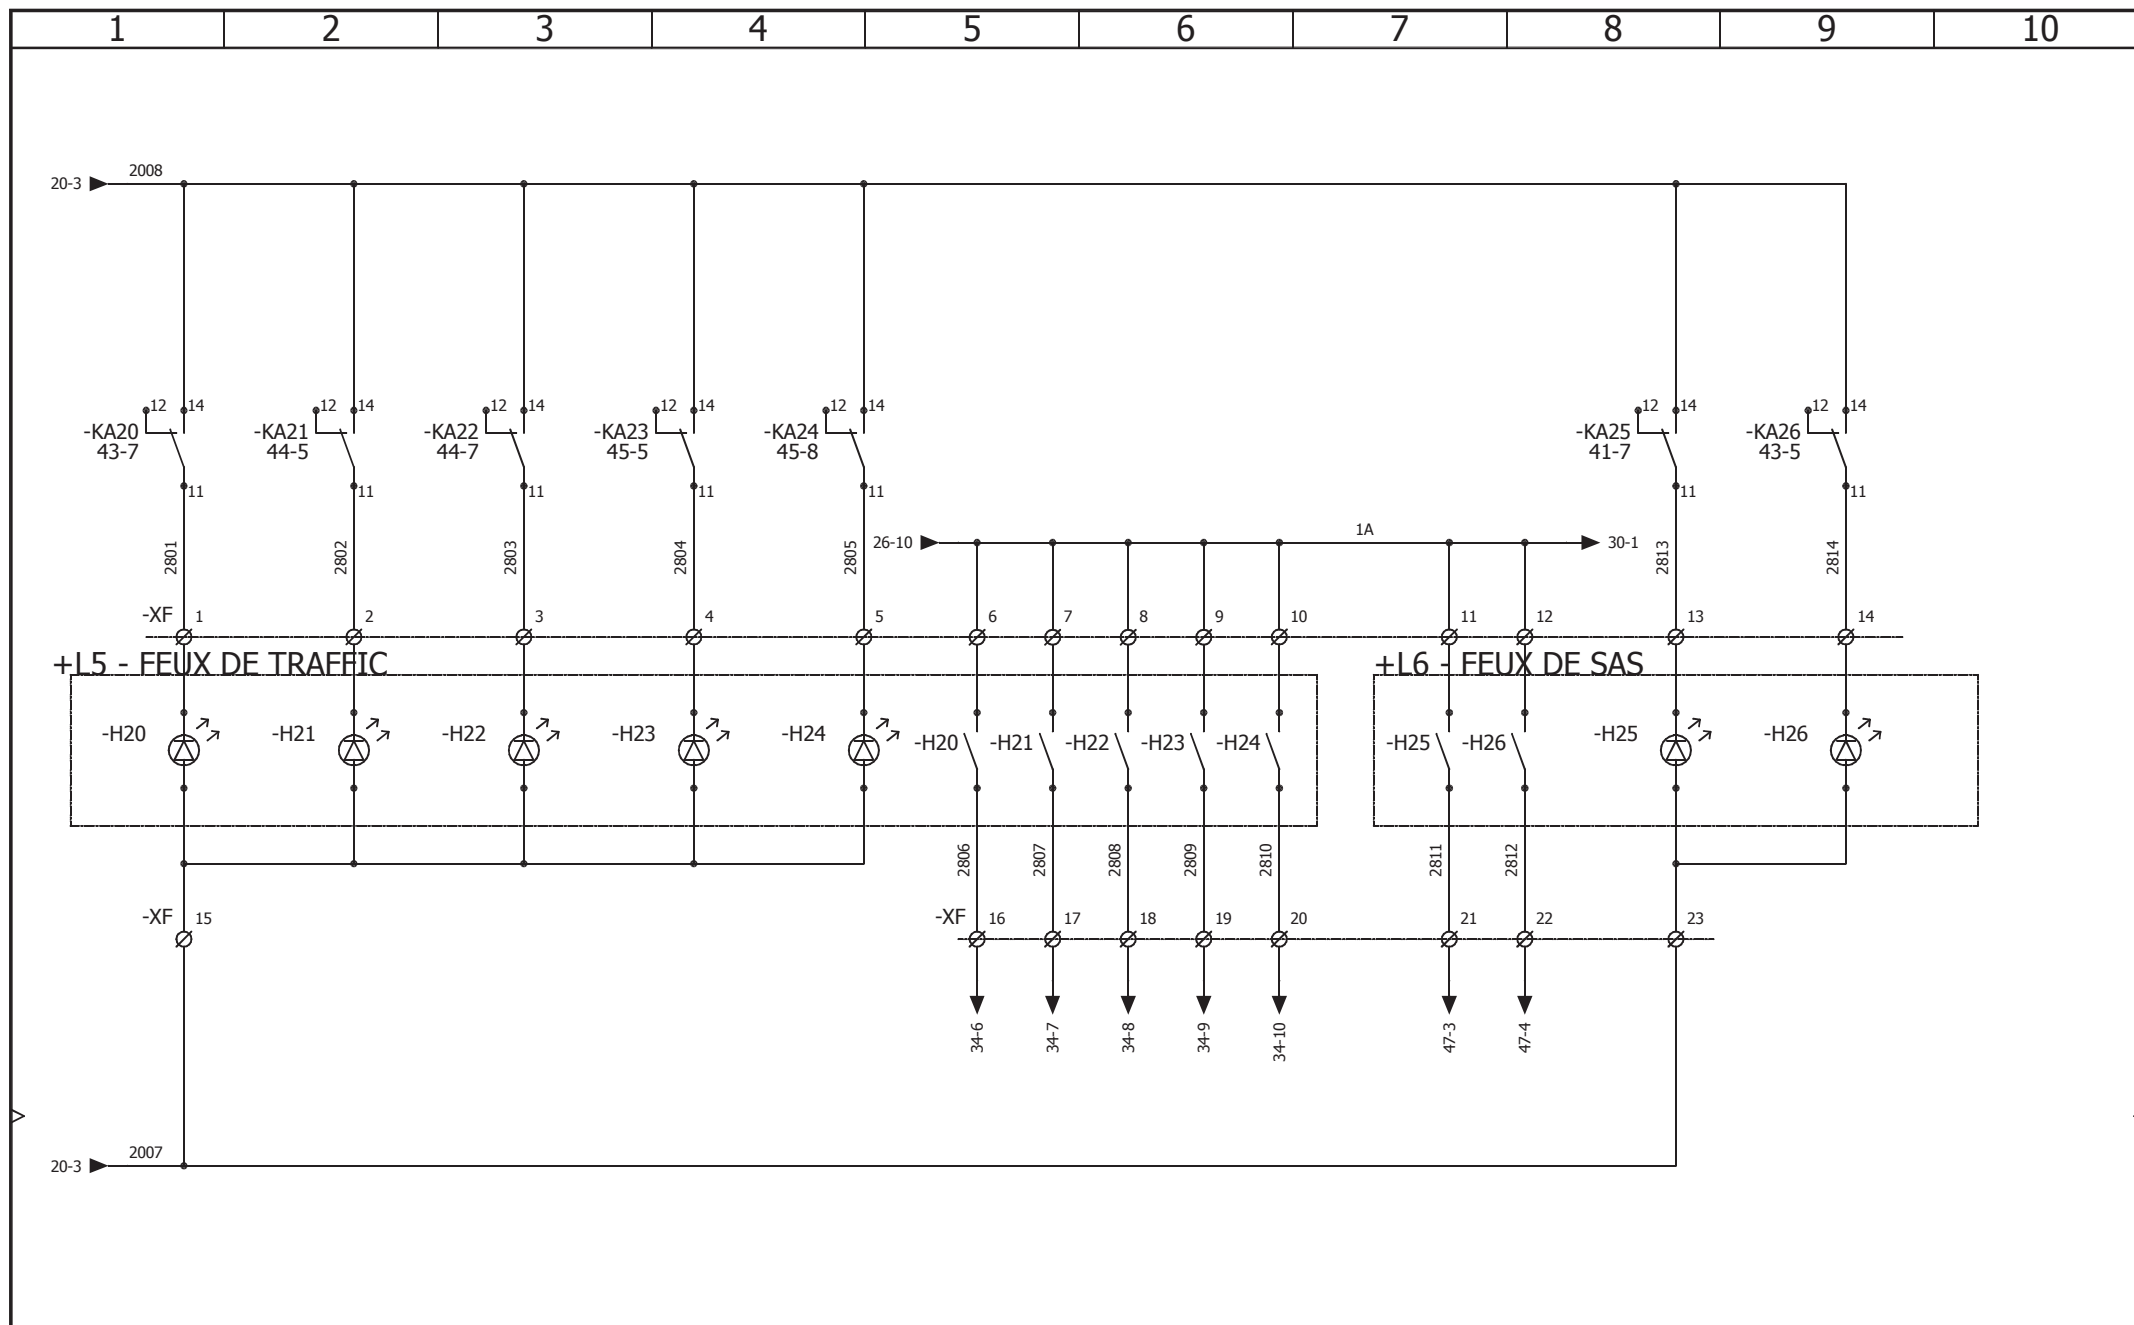 1 2 3 4 5 6 7 8 9 10
2008
20-3
12 14 12 14 12 14 12 14 12 14 12 14 12 14
-KA20 -KA21 -KA22 -KA23 -KA24 -KA25 -KA26
43-7 44-5 44-7 45-5 45-8 41-7 43-5
11 11 11 11 11 11 11
1A
26-10 30-1
2801 2802 2803 2804 2805 2813 2814
-XF 1 2 3 4 5 6 7 8 9 10 11 12 13 14
+L5 - FEUX DE TRAFFIC +L6 - FEUX DE SAS
-H20 -H21 -H22 -H23 -H24 -H20 -H21 -H22 -H23 -H24 -H25 -H26 -H25 -H26
2806 2807 2808 2809 2810 2811 2812
-XF 15 -XF 16 17 18 19 20 21 22 23
34-6 34-7 34-8 34-9 34-10 47-3 47-4
2007
20-3